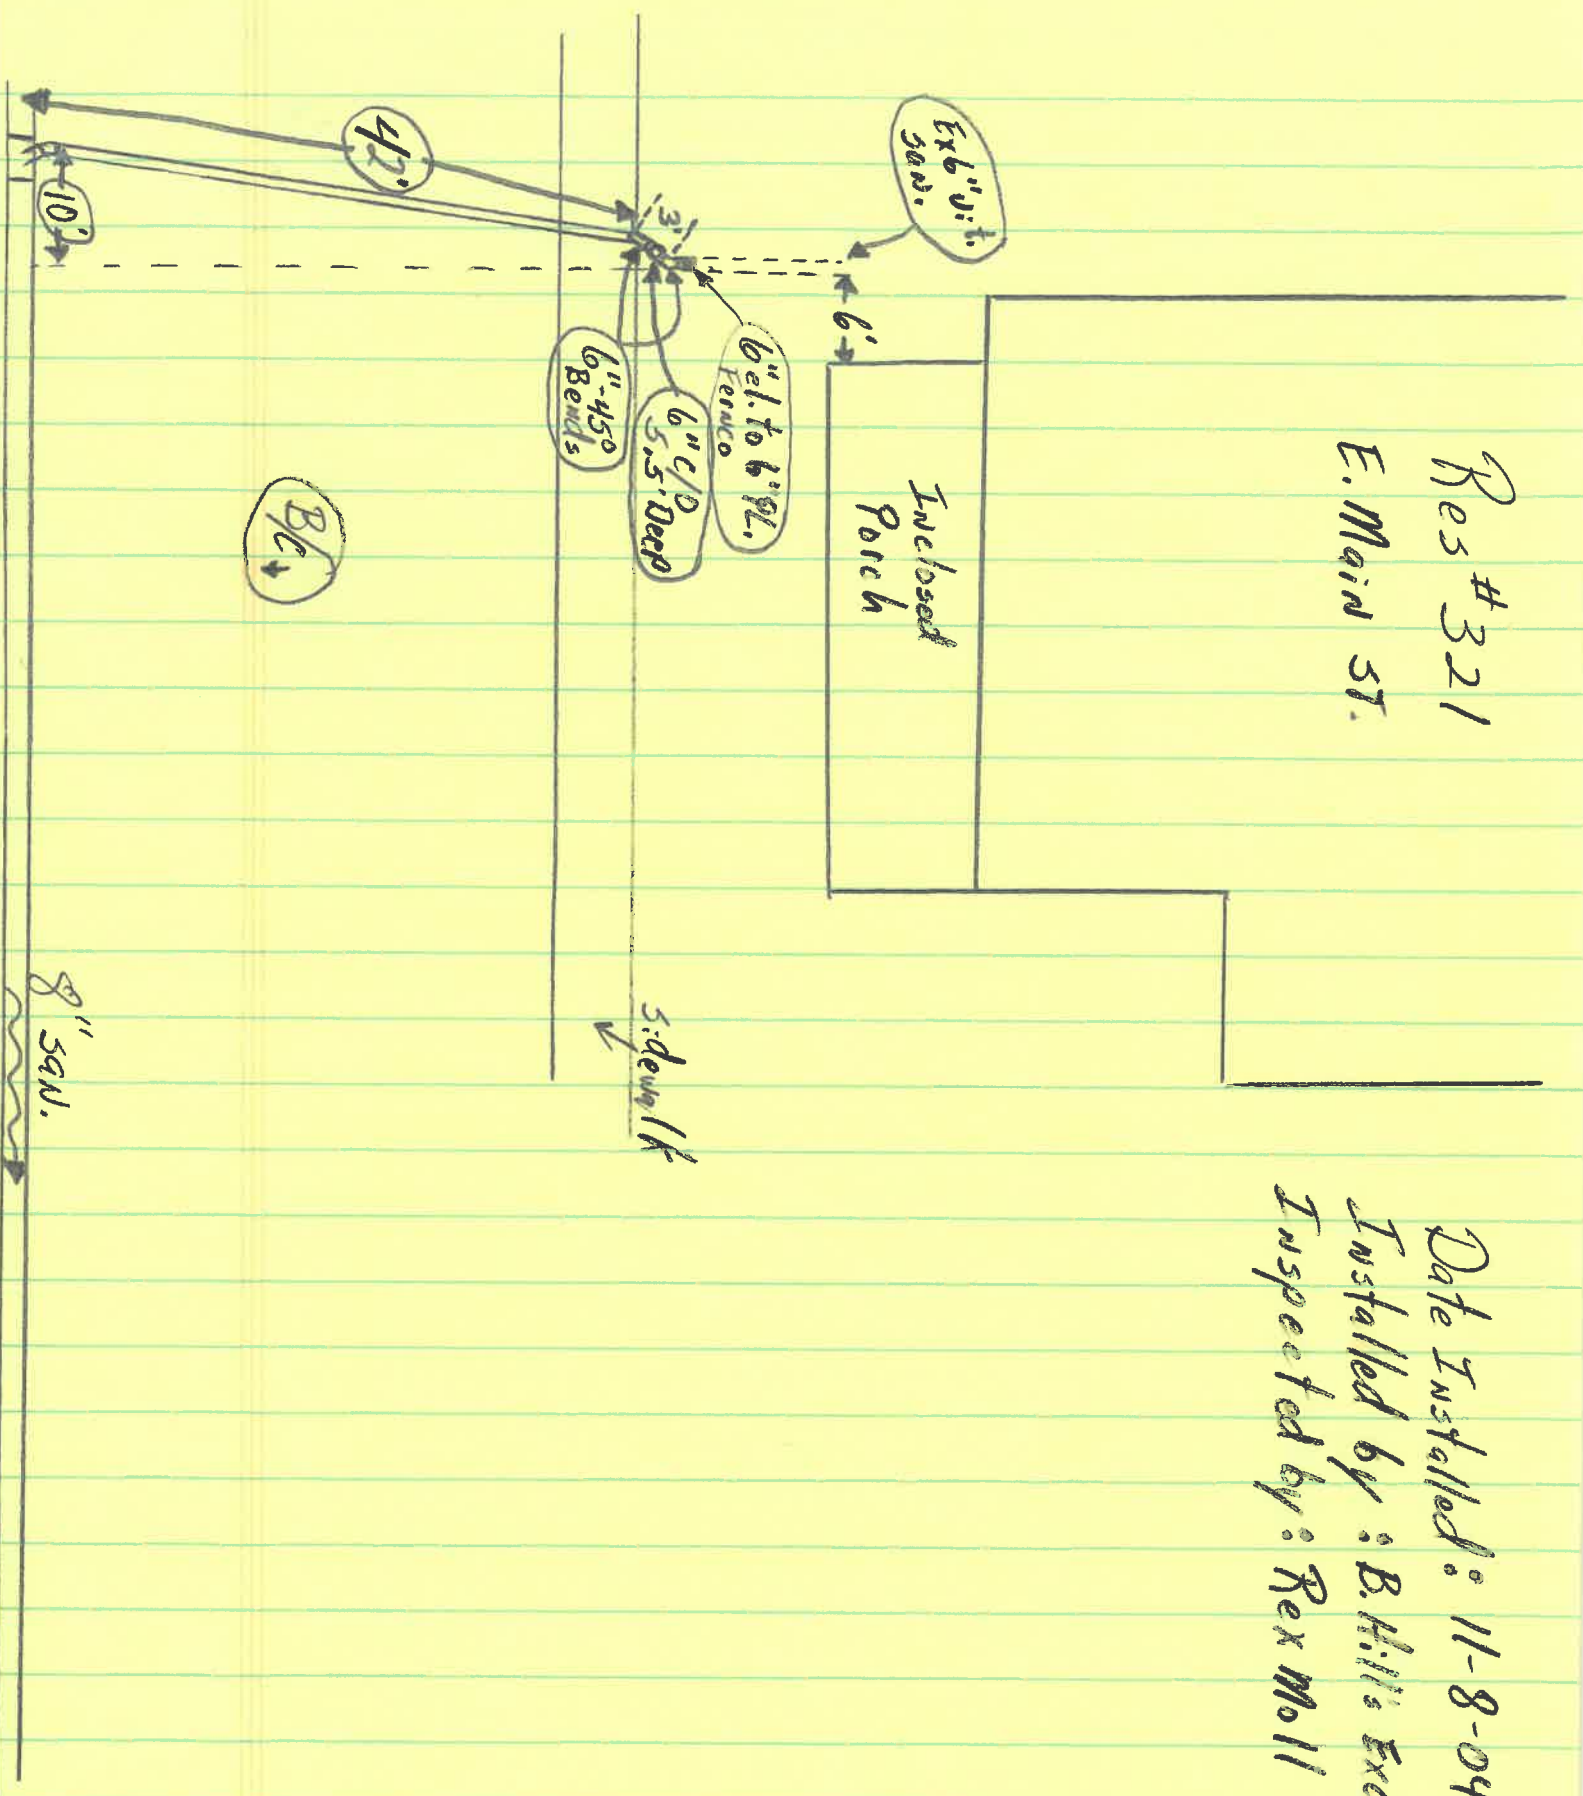 Res # 321
E. Main ST.
Date Installed: 11-8-04
Installed by: B. Hills Exc
Inspected by: Rex Moll
Inclosed
Porch
Ex 6" Vit.
San.
6'
6" cl. to 6" PL.
Fernco
6" C/O
5.5' Deep
6"-45°
Bends
3'
42'
10'
Sidewalk
B/C
8" San.